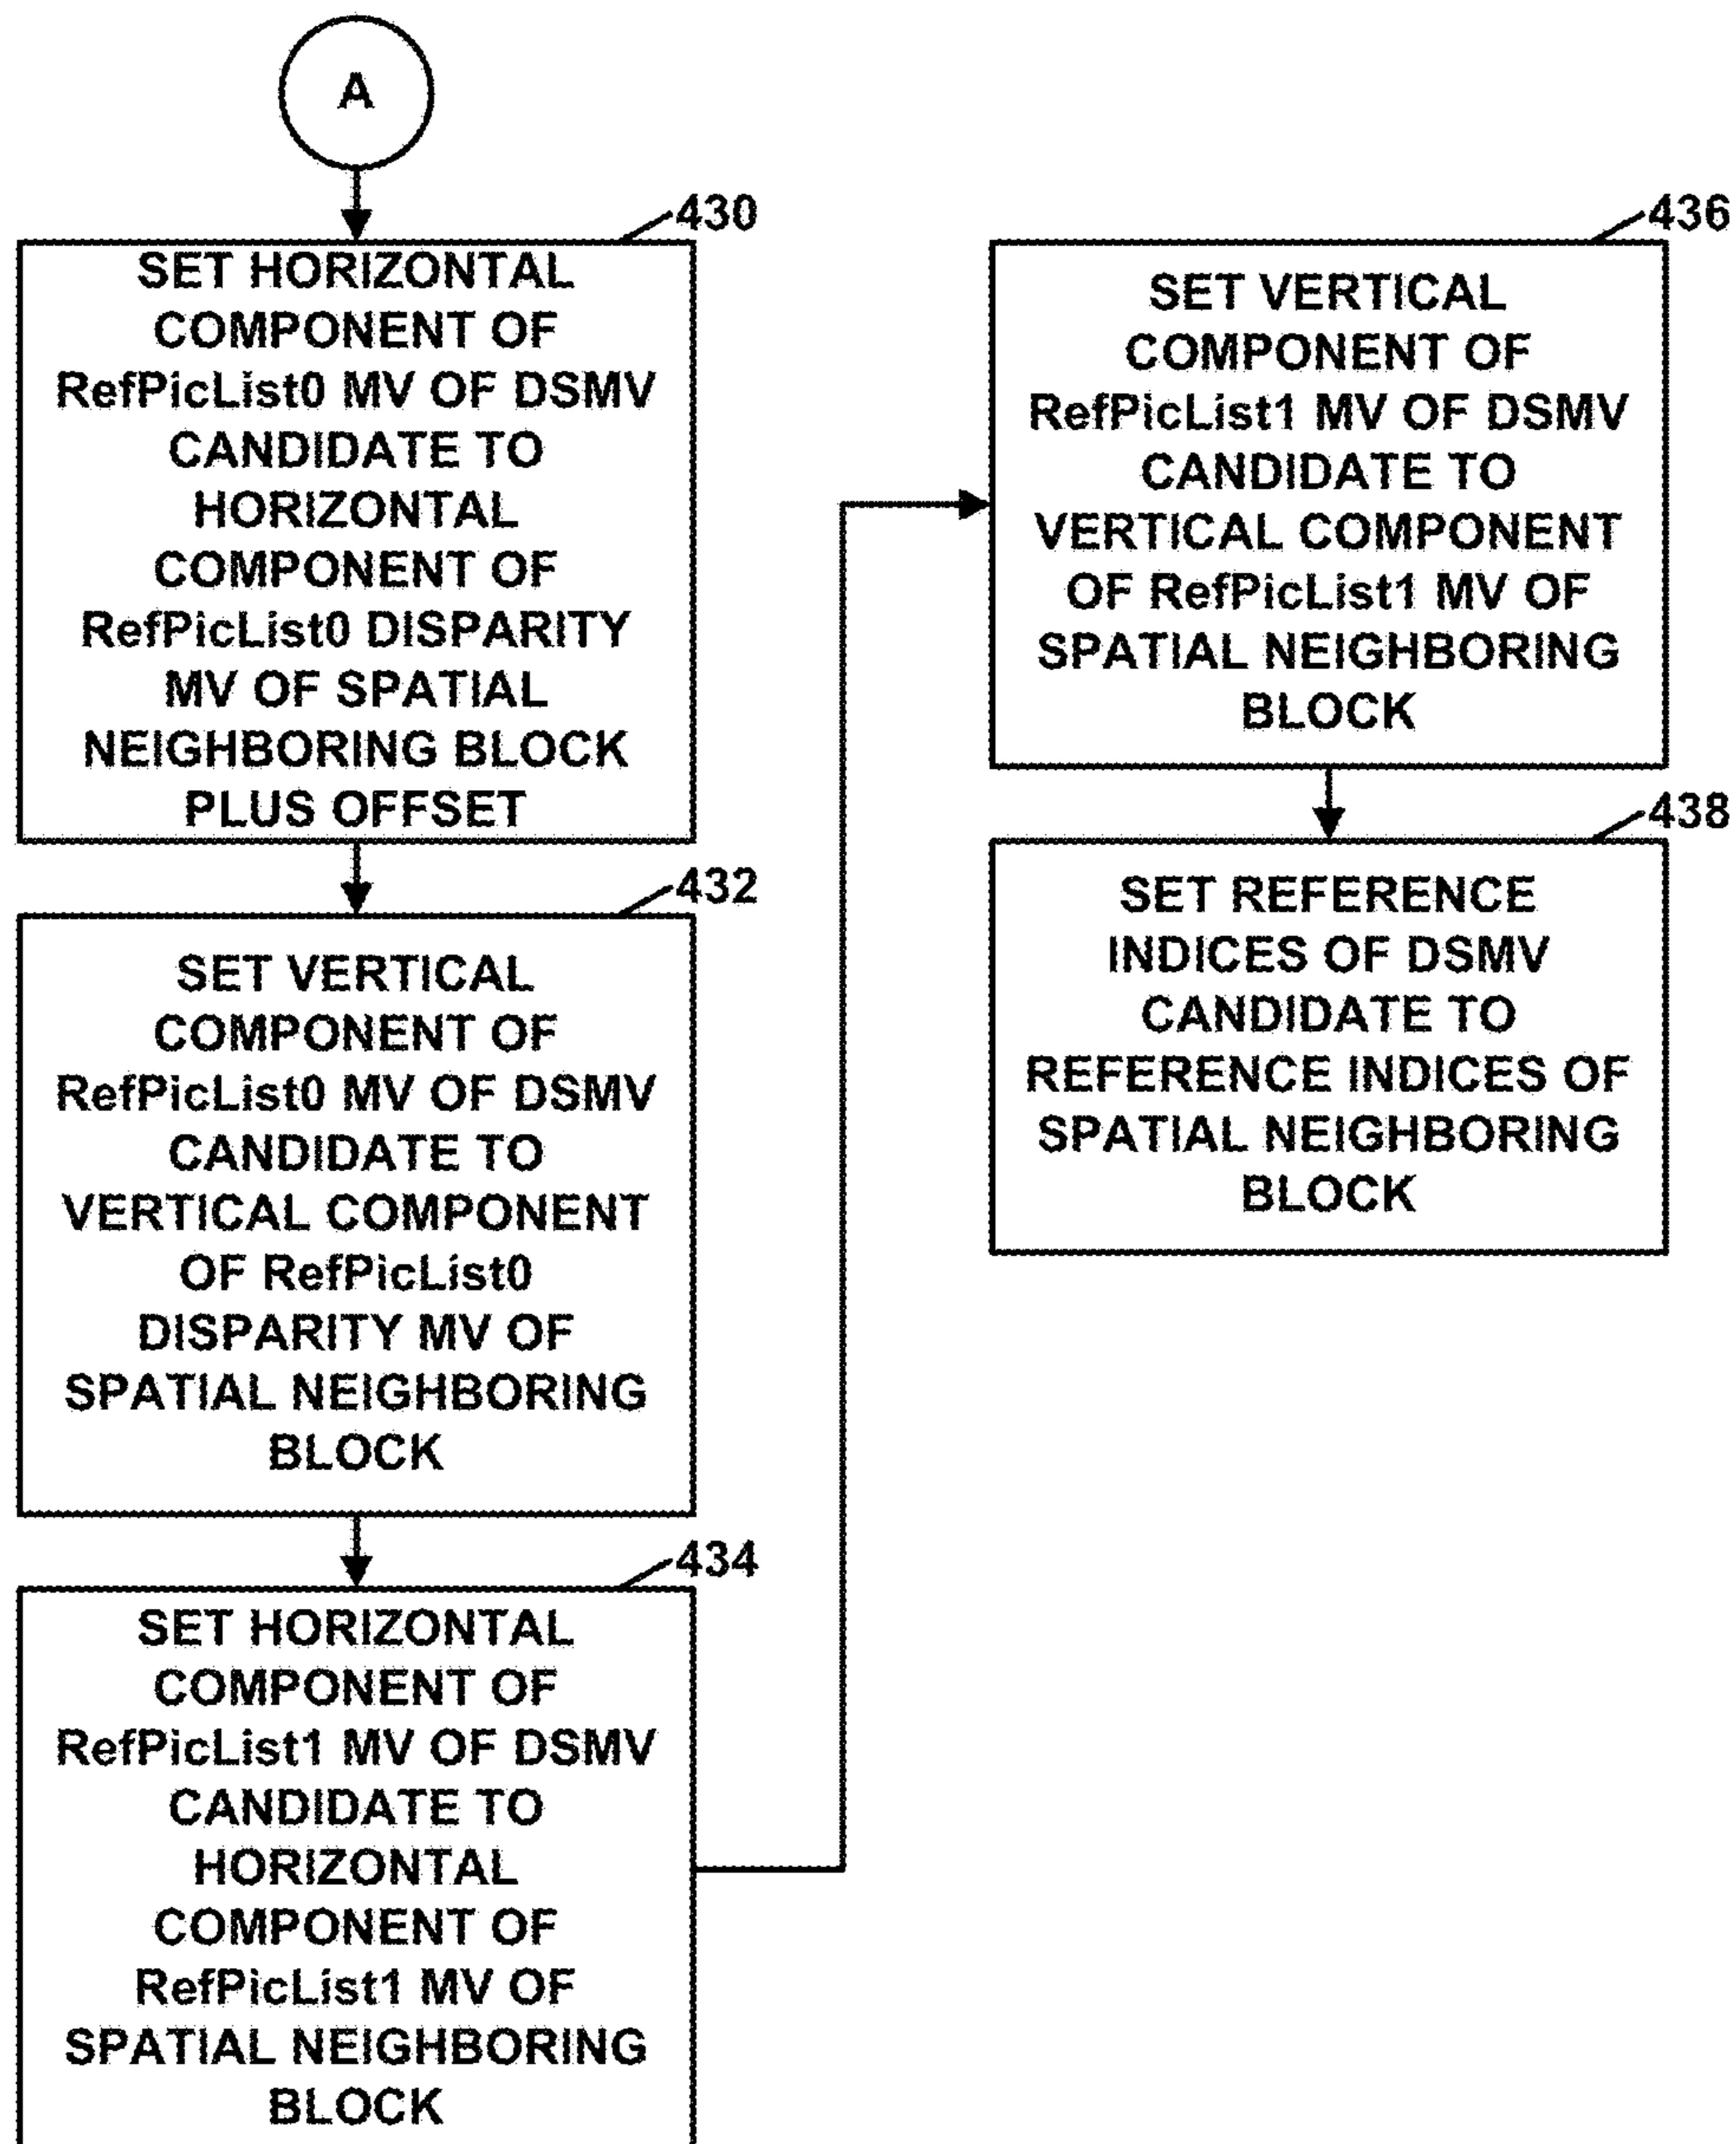 A
430
SET HORIZONTAL
COMPONENT OF
RefPicList0 MV OF DSMV
CANDIDATE TO
HORIZONTAL
COMPONENT OF
RefPicList0 DISPARITY
MV OF SPATIAL
NEIGHBORING BLOCK
PLUS OFFSET
432
SET VERTICAL
COMPONENT OF
RefPicList0 MV OF DSMV
CANDIDATE TO
VERTICAL COMPONENT
OF RefPicList0
DISPARITY MV OF
SPATIAL NEIGHBORING
BLOCK
434
SET HORIZONTAL
COMPONENT OF
RefPicList1 MV OF DSMV
CANDIDATE TO
HORIZONTAL
COMPONENT OF
RefPicList1 MV OF
SPATIAL NEIGHBORING
BLOCK
436
SET VERTICAL
COMPONENT OF
RefPicList1 MV OF DSMV
CANDIDATE TO
VERTICAL COMPONENT
OF RefPicList1 MV OF
SPATIAL NEIGHBORING
BLOCK
438
SET REFERENCE
INDICES OF DSMV
CANDIDATE TO
REFERENCE INDICES OF
SPATIAL NEIGHBORING
BLOCK